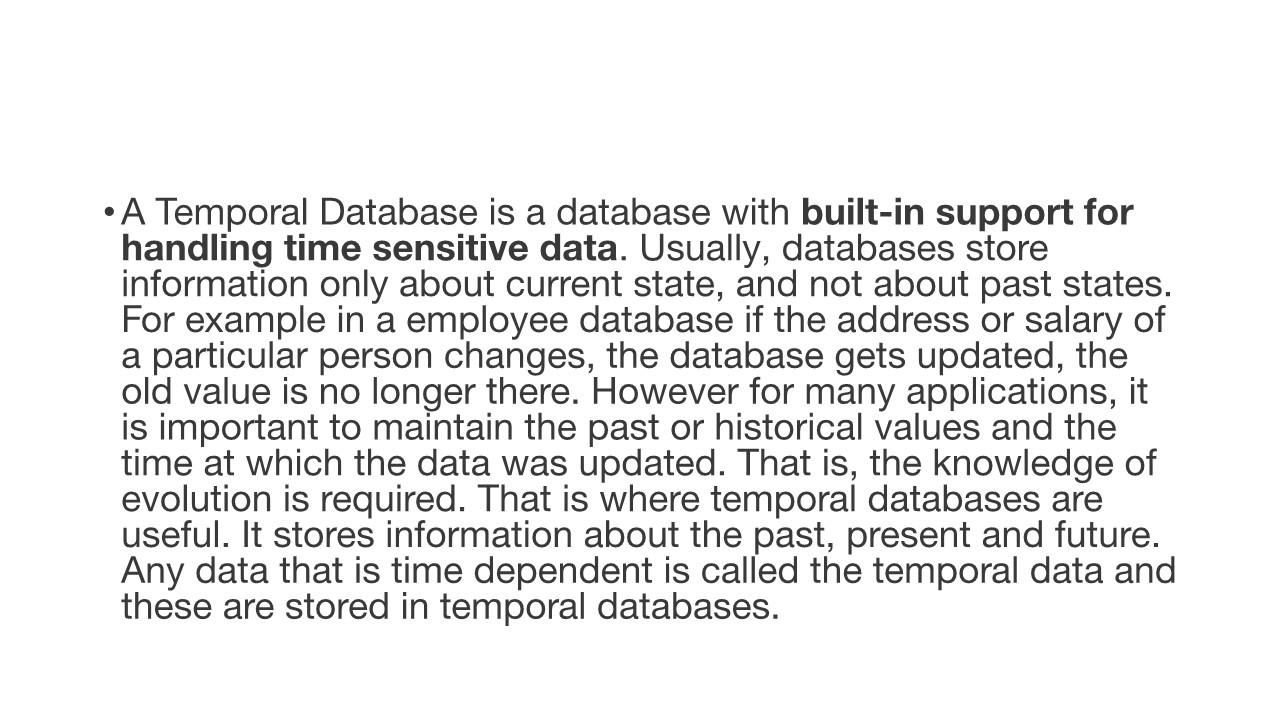 • A Temporal Database is a database with built-in support for
handling time sensitive data. Usually, databases store
information only about current state, and not about past states.
For example in a employee database if the address or salary of
a particular person changes, the database gets updated, the
old value is no longer there. However for many applications, it
is important to maintain the past or historical values and the
time at which the data was updated. That is, the knowledge of
evolution is required. That is where temporal databases are
useful. It stores information about the past, present and future.
Any data that is time dependent is called the temporal data and
these are stored in temporal databases.